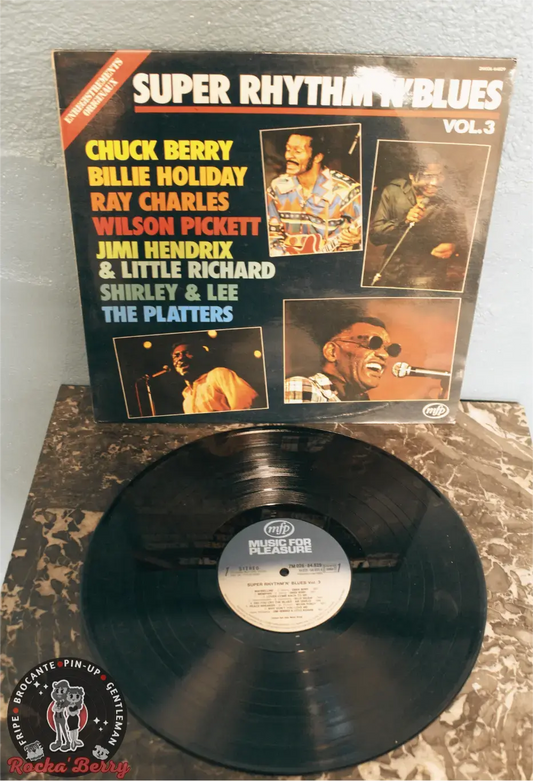 ENREGISTREMENTS
ORIGINAUX
SUPER RHYTHM'N'BLUES
VOL.3
CHUCK BERRY
BILLIE HOLIDAY
RAY CHARLES
WILSON PICKETT
JIMI HENDRIX
& LITTLE RICHARD
SHIRLEY & LEE
THE PLATTERS
mfp
mfp
MUSIC FOR
PLEASURE
STEREO
SUPER RHYTHM'N' BLUES Vol. 3
FRIPE • BROCANTE • PIN-UP • GENTLEMAN
Rocka'Berry